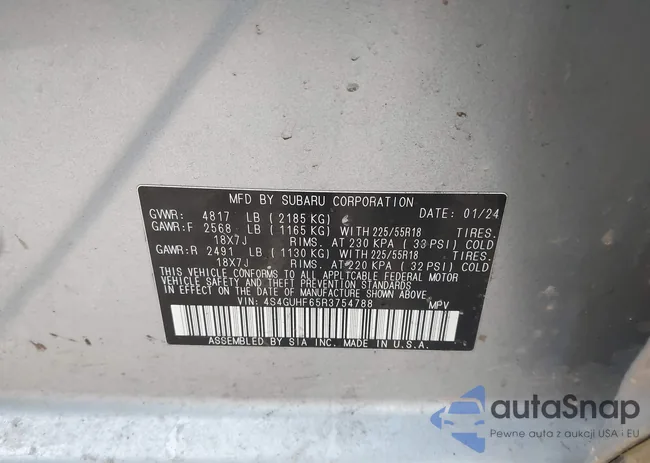 MFD BY SUBARU CORPORATION
GVWR: 4817 LB (2185 KG) DATE: 01/24
GAWR:F 2568 LB (1165 KG) WITH 225/55R18 TIRES.
18X7J RIMS. AT 230 KPA (33 PSI) COLD
GAWR:R 2491 LB (1130 KG) WITH 225/55R18 TIRES.
18X7J RIMS. AT 220 KPA (32 PSI) COLD
THIS VEHICLE CONFORMS TO ALL APPLICABLE FEDERAL MOTOR
VEHICLE SAFETY AND THEFT PREVENTION STANDARDS
IN EFFECT ON THE DATE OF MANUFACTURE SHOWN ABOVE.
VIN: 4S4GUHF65R3754788 MPV
ASSEMBLED BY SIA INC. MADE IN U.S.A.
autaSnap
Pewne auta z aukcji USA i EU